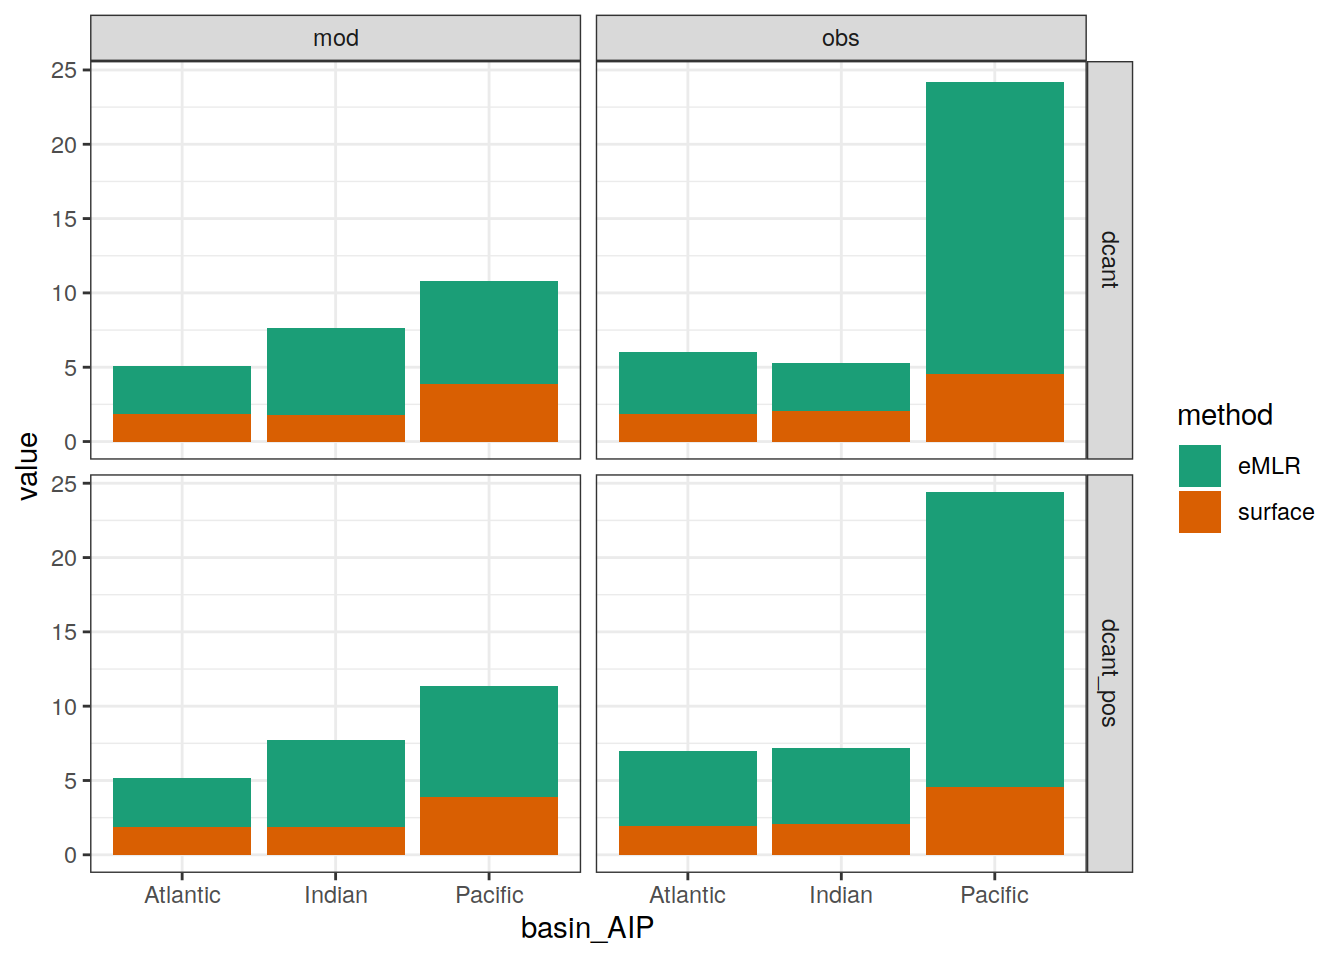 mod
obs
25
20
15
10
5
0
dcant
25
20
15
10
5
0
dcant_pos
value
Atlantic Indian Pacific
Atlantic Indian Pacific
basin_AIP
method
eMLR
surface